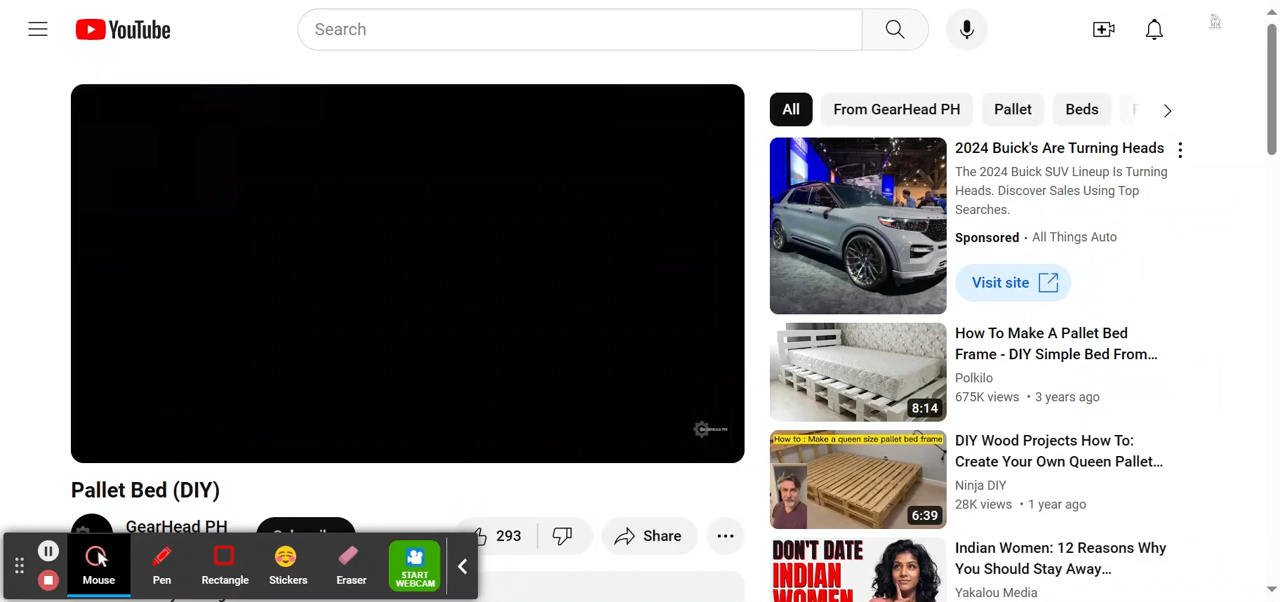 YouTube
Search
All
From GearHead PH
Pallet
Beds
2024 Buick's Are Turning Heads
The 2024 Buick SUV Lineup Is Turning
Heads. Discover Sales Using Top
Searches.
Sponsored · All Things Auto
Visit site
How To Make A Pallet Bed
Frame - DIY Simple Bed From…
Polkilo
675K views • 3 years ago
8:14
How to : Make a queen size pallet bed frame
DIY Wood Projects How To:
Create Your Own Queen Pallet…
Ninja DIY
28K views • 1 year ago
6:39
DON'T DATE
INDIAN
WOMEN
Indian Women: 12 Reasons Why
You Should Stay Away…
Yakalou Media
GEARHEAD PH
Pallet Bed (DIY)
GearHead PH
293
Share
Mouse
Pen
Rectangle
Stickers
Eraser
START
WEBCAM